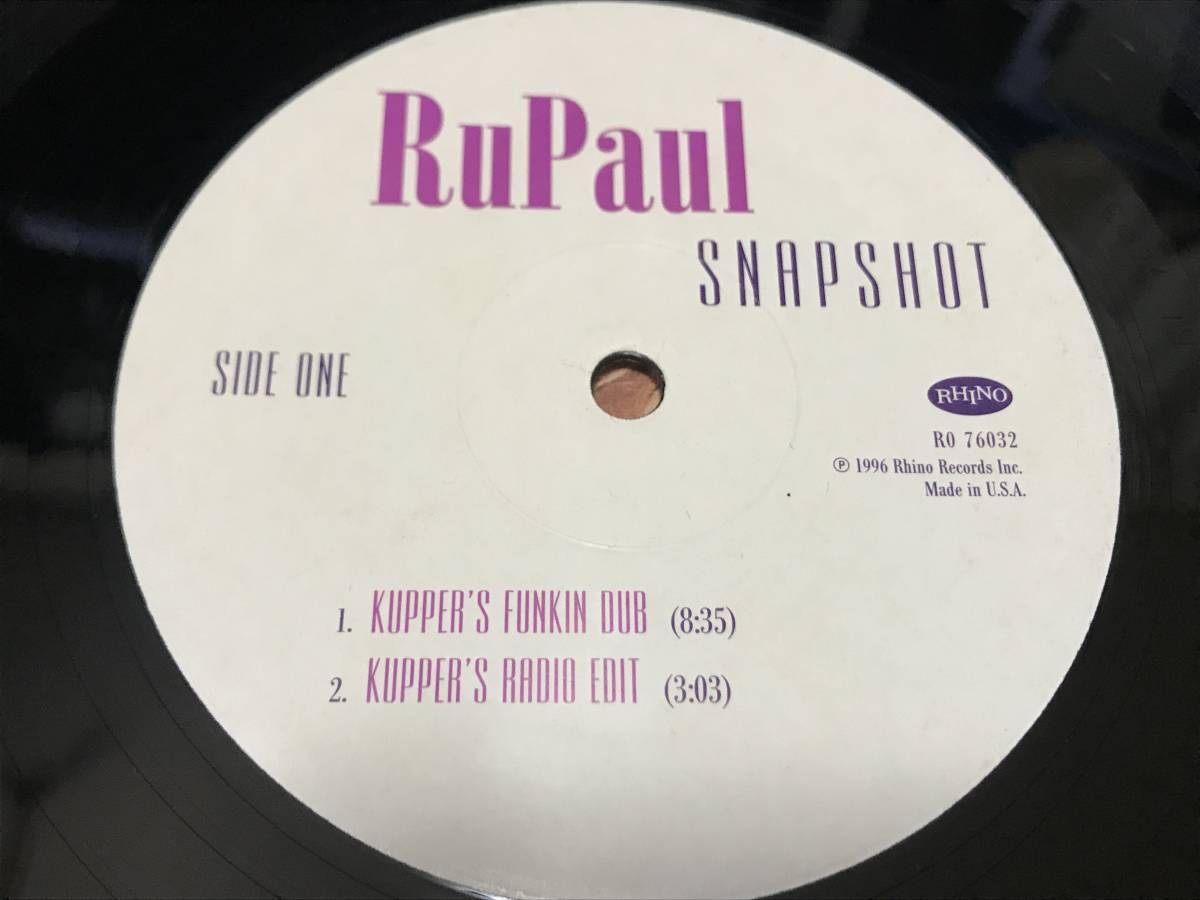 RuPaul
SNAPSHOT
SIDE ONE
RHINO
R0 76032
℗ 1996 Rhino Records Inc.
Made in U.S.A.
1. KUPPER'S FUNKIN DUB (8:35)
2. KUPPER'S RADIO EDIT (3:03)